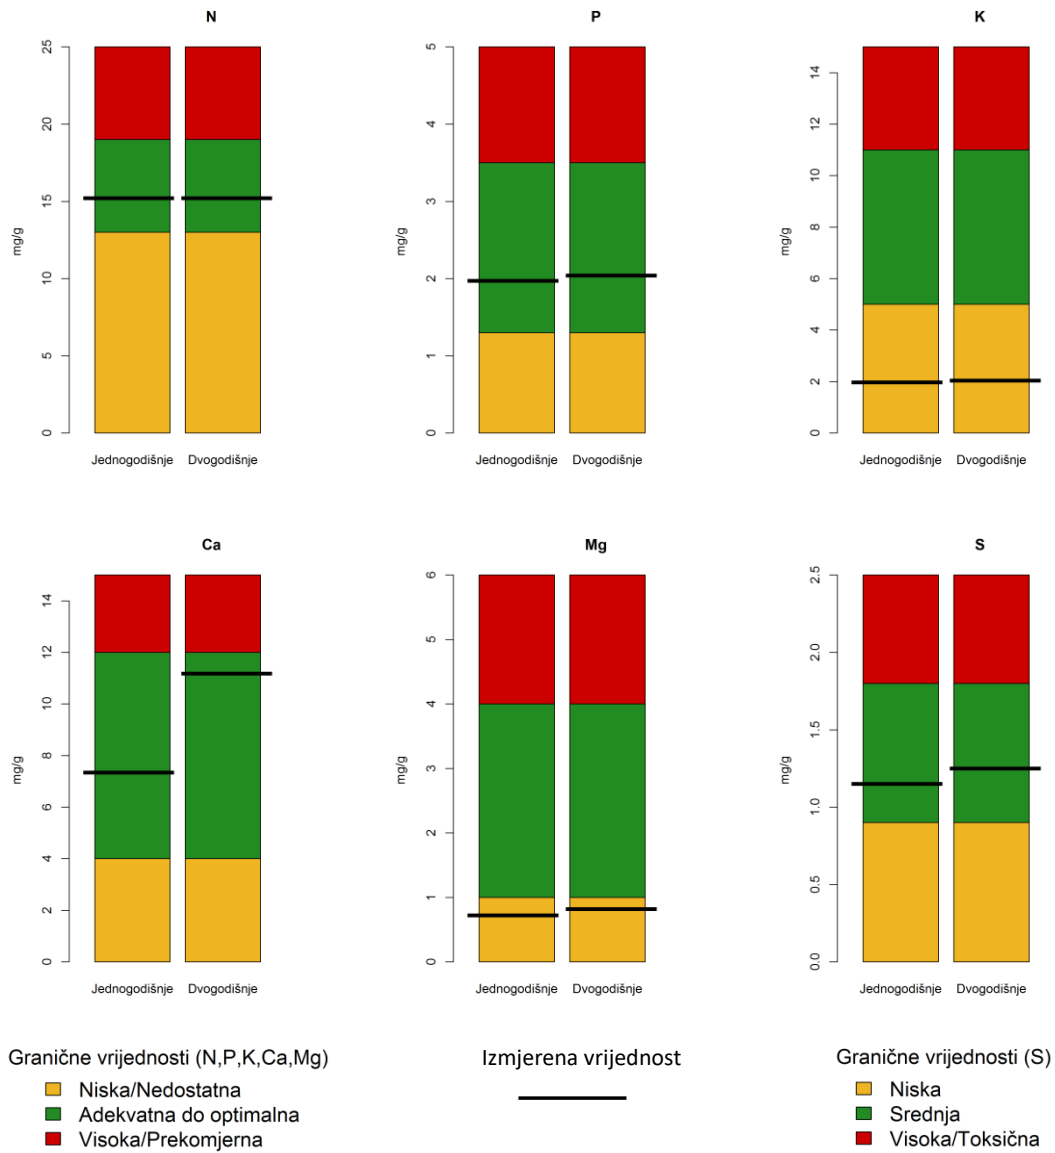 N
25
20
15
10
5
0
mg/g
Jednogodišnje
Dvogodišnje
P
5
4
3
2
1
0
mg/g
Jednogodišnje
Dvogodišnje
K
14
12
10
8
6
4
2
0
mg/g
Jednogodišnje
Dvogodišnje
Ca
14
12
10
8
6
4
2
0
mg/g
Jednogodišnje
Dvogodišnje
Mg
6
5
4
3
2
1
0
mg/g
Jednogodišnje
Dvogodišnje
S
2.5
2.0
1.5
1.0
0.5
0.0
mg/g
Jednogodišnje
Dvogodišnje
Granične vrijednosti (N,P,K,Ca,Mg)
Niska/Nedostatna
Adekvatna do optimalna
Visoka/Prekomjerna
Izmjerena vrijednost
Granične vrijednosti (S)
Niska
Srednja
Visoka/Toksična